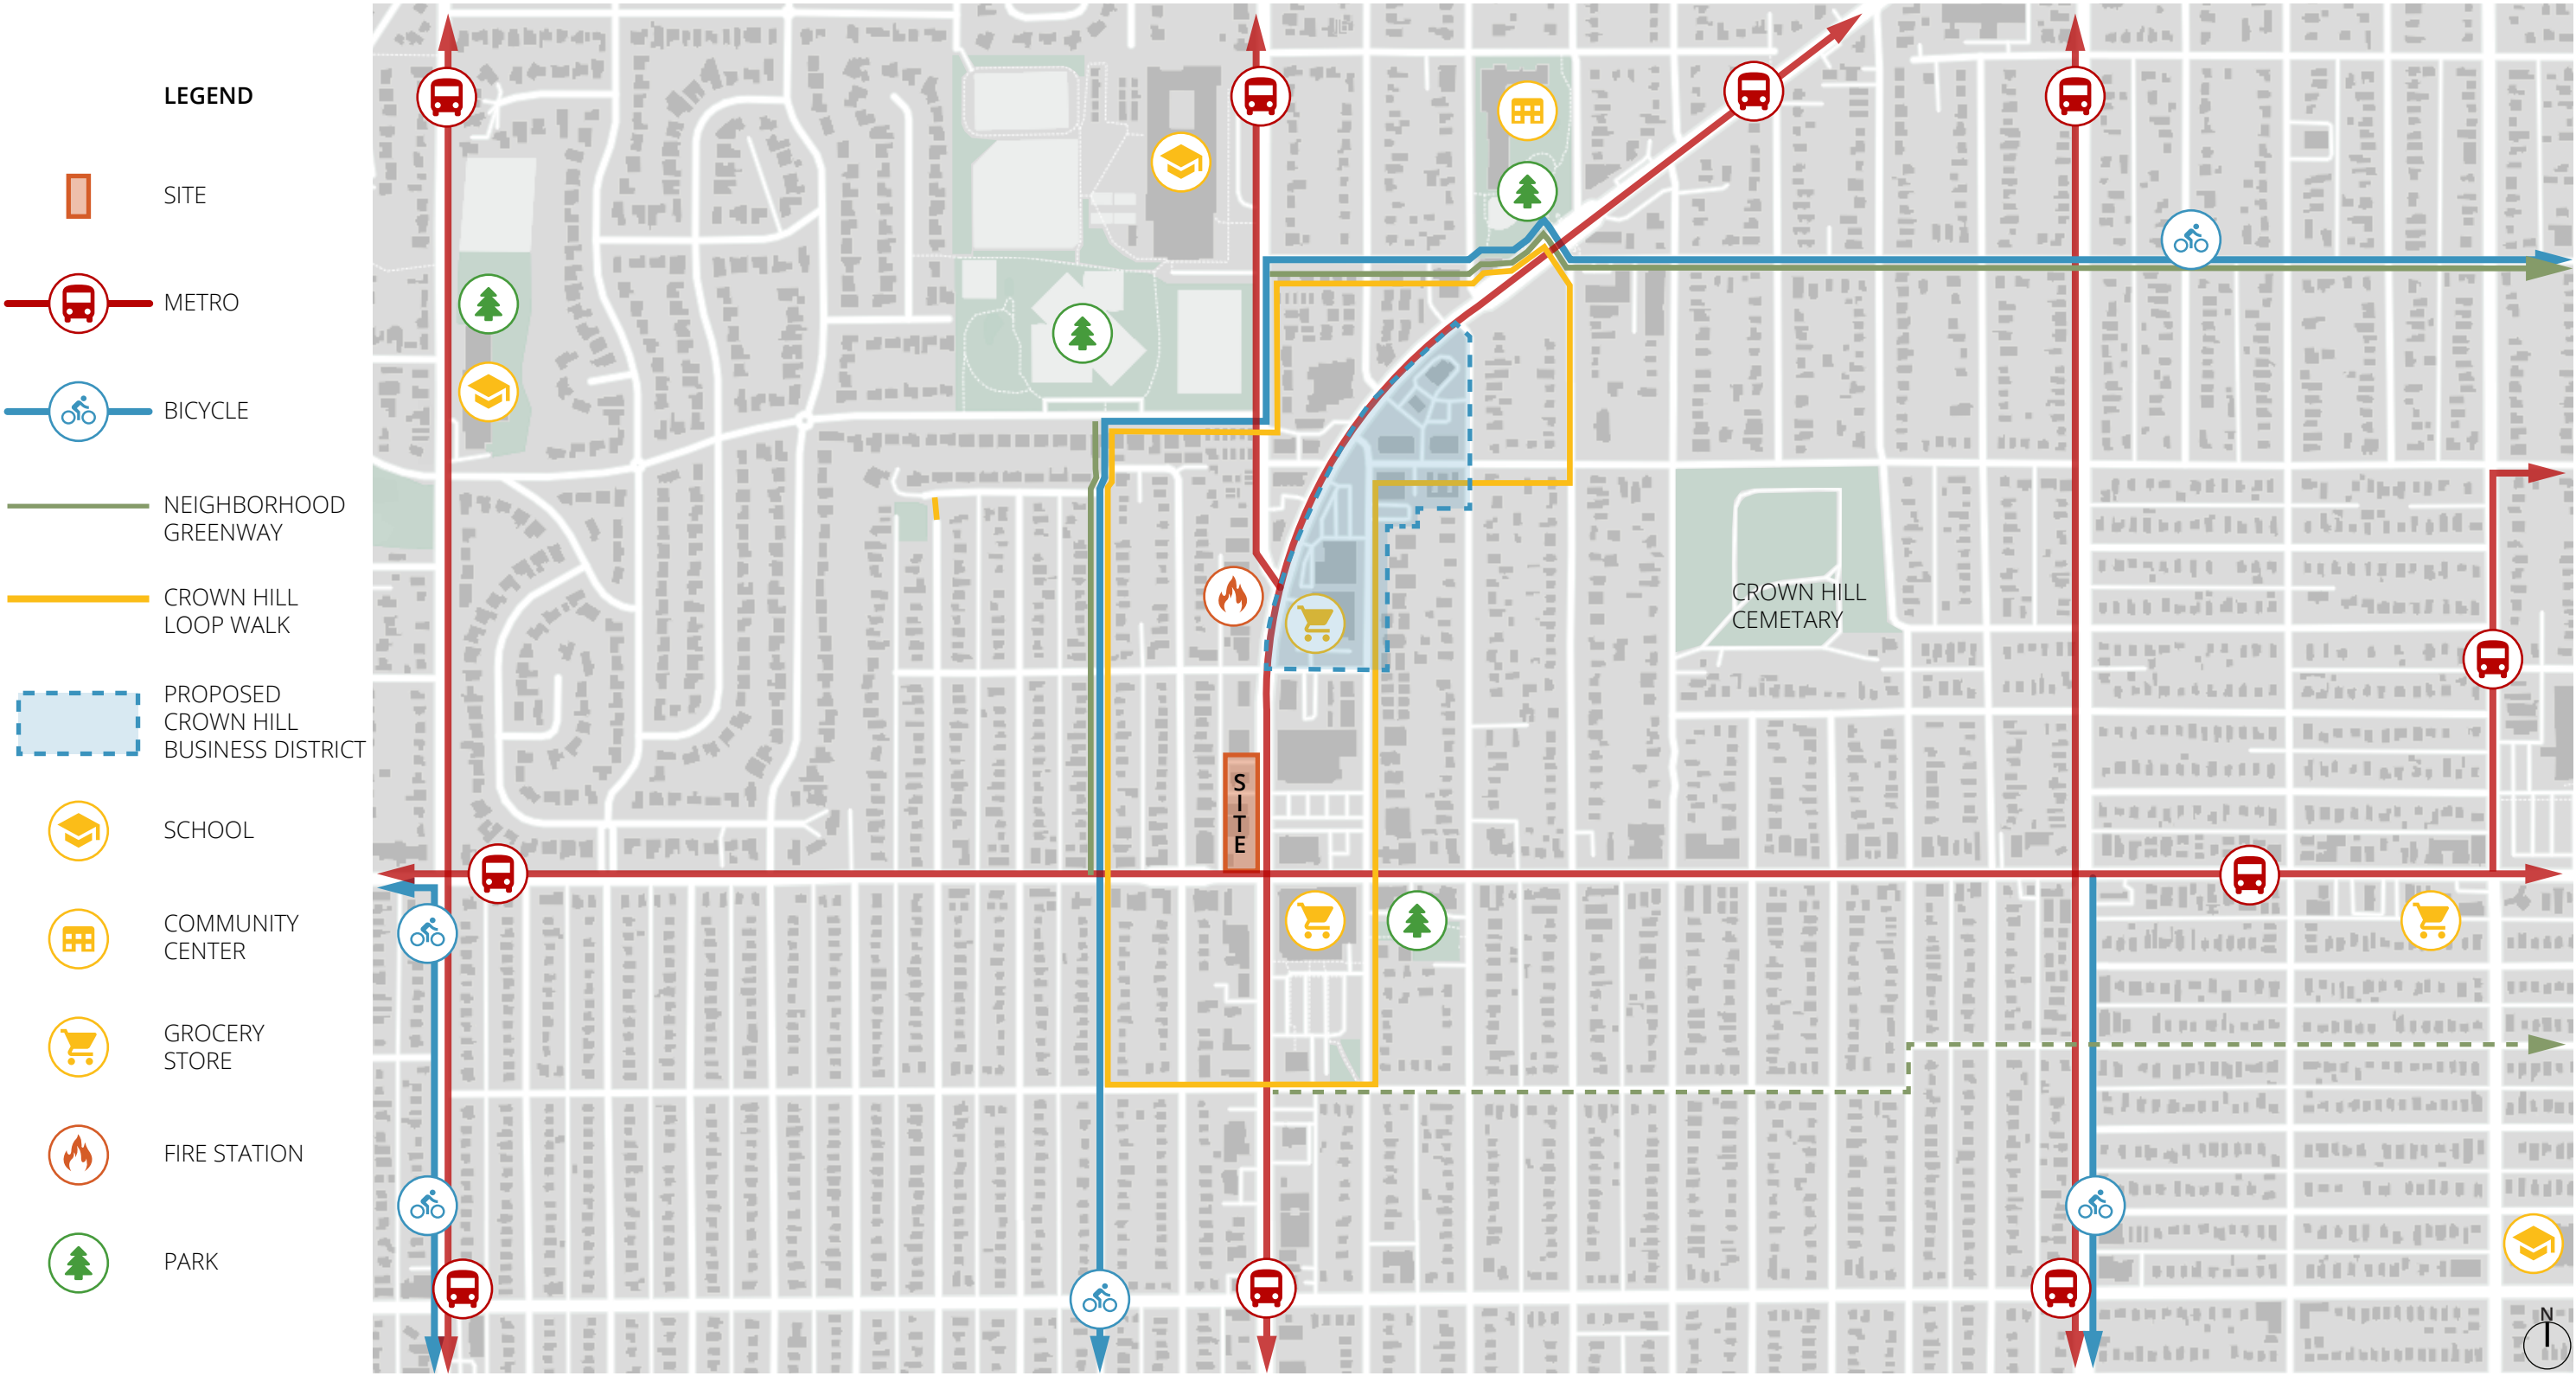 LEGEND
SITE
METRO
BICYCLE
NEIGHBORHOOD
GREENWAY
CROWN HILL
LOOP WALK
PROPOSED
CROWN HILL
BUSINESS DISTRICT
SCHOOL
COMMUNITY
CENTER
GROCERY
STORE
FIRE STATION
PARK
CROWN HILL
CEMETARY
SITE
N